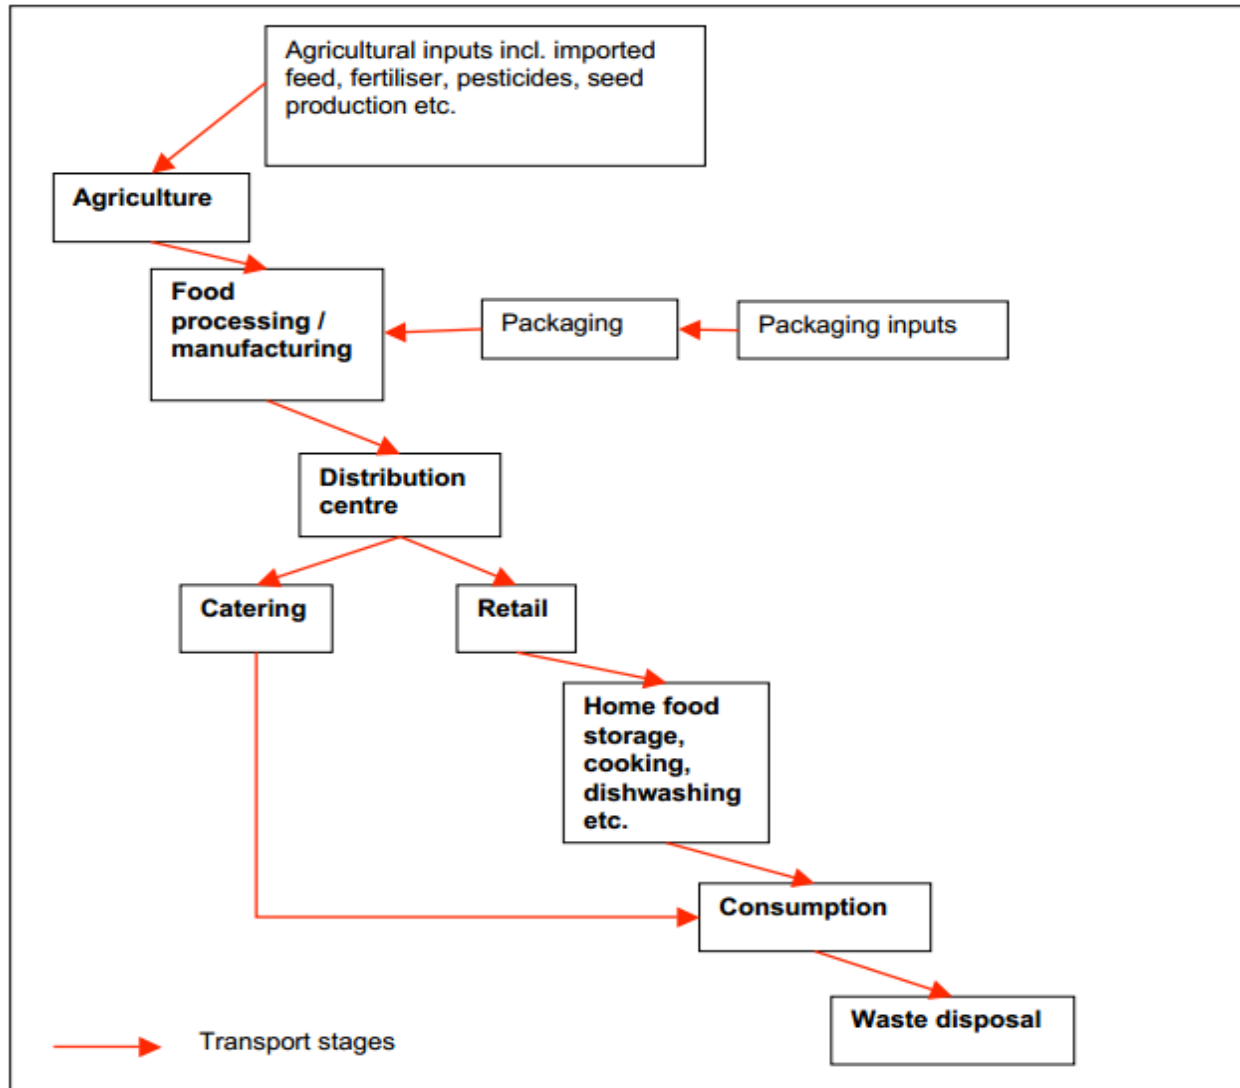 Agricultural inputs incl. imported
feed, fertiliser, pesticides, seed
production etc.
Agriculture
Food
processing /
manufacturing
Packaging
Packaging inputs
Distribution
centre
Catering
Retail
Home food
storage,
cooking,
dishwashing
etc.
Consumption
Waste disposal
Transport stages